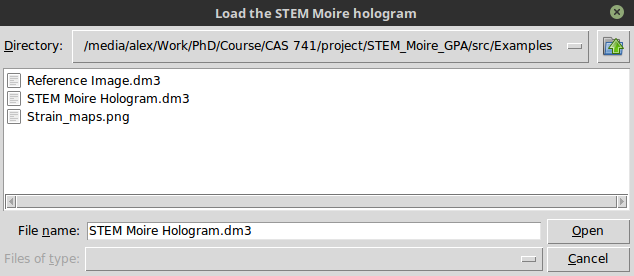 Load the STEM Moire hologram
Directory: /media/alex/Work/PhD/Course/CAS 741/project/STEM_Moire_GPA/src/Examples
Reference Image.dm3
STEM Moire Hologram.dm3
Strain_maps.png
File name: STEM Moire Hologram.dm3 Open
Files of type: Cancel